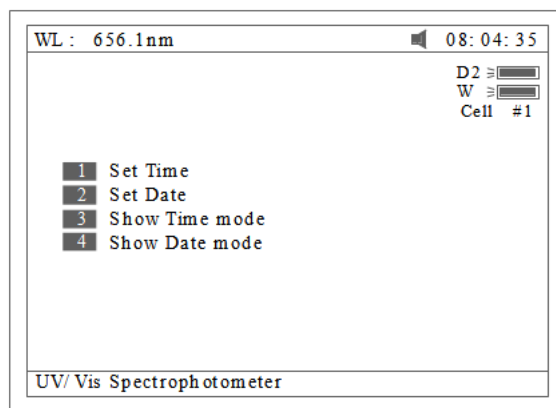 WL: 656.1nm 08:04:35
D2
W
Cell #1
1 Set Time
2 Set Date
3 Show Time mode
4 Show Date mode
UV/Vis Spectrophotometer